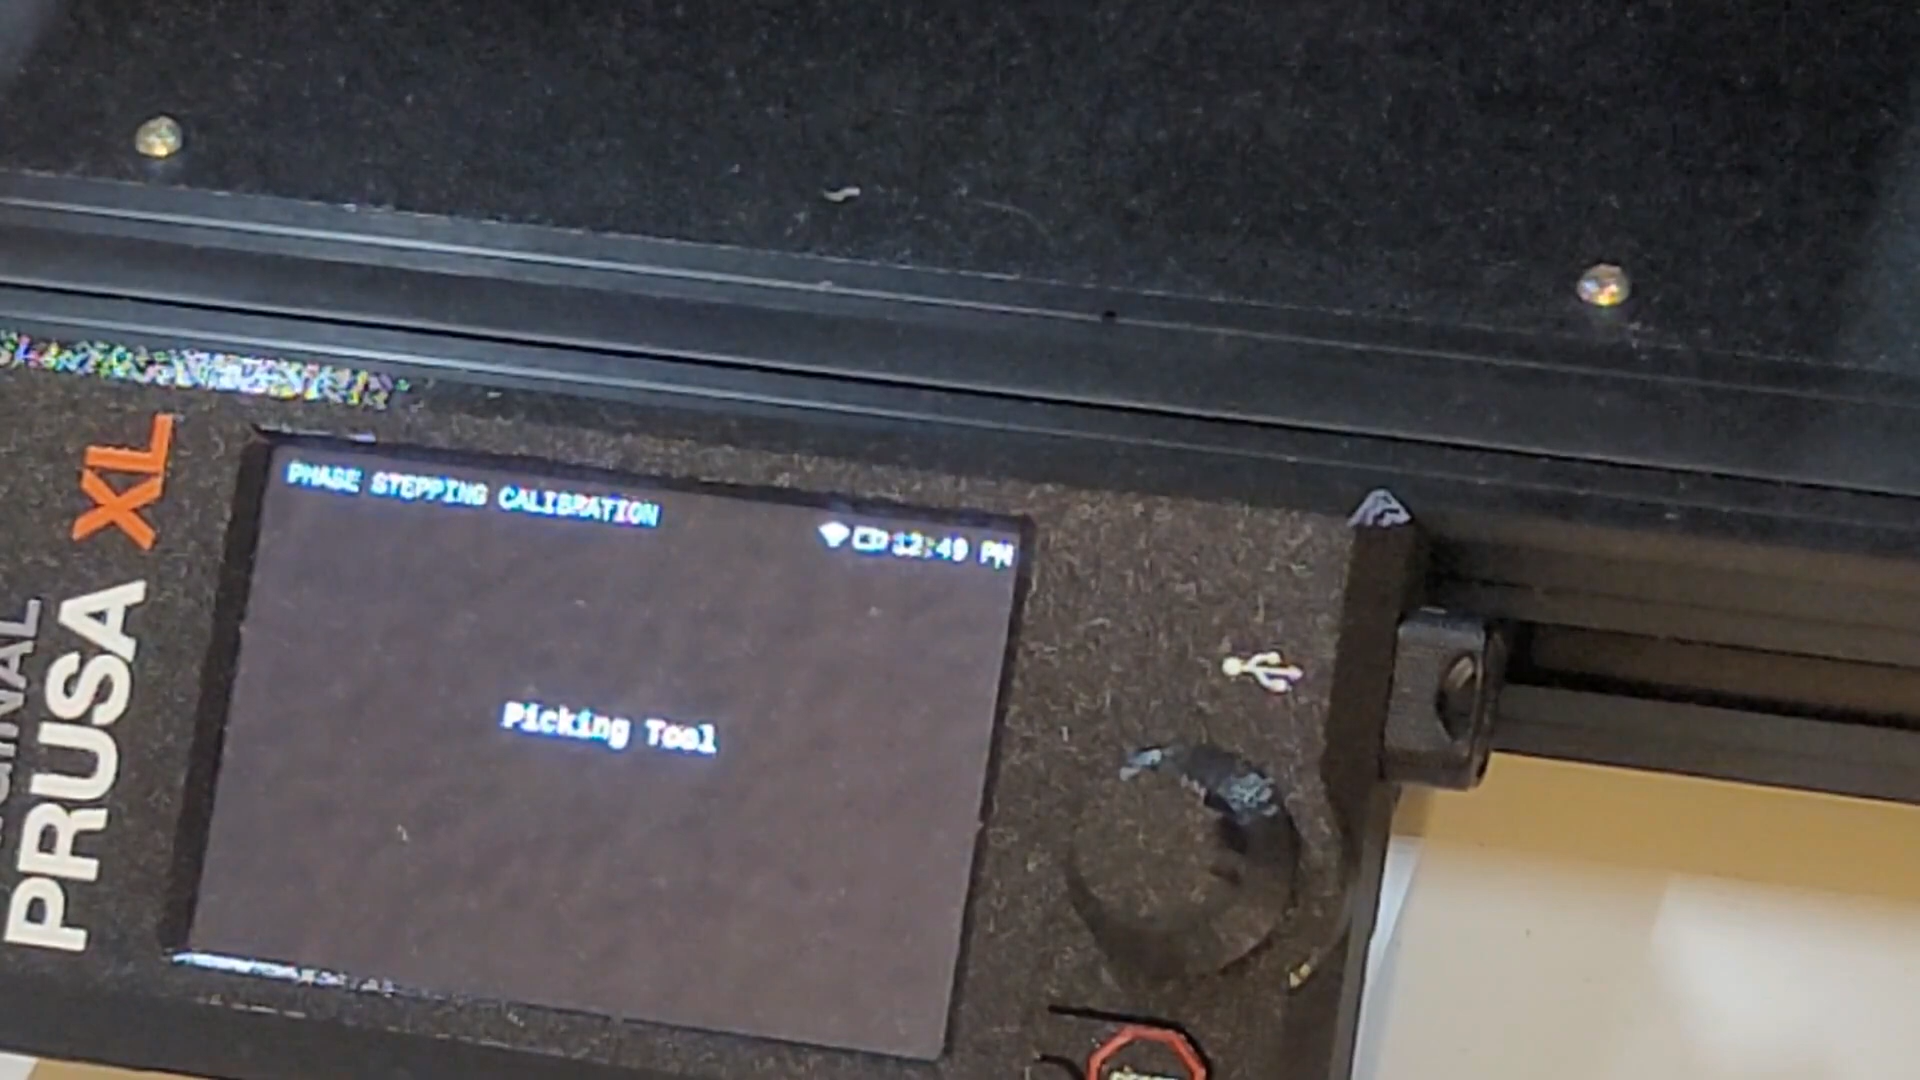 PHASE STEPPING CALIBRATION
12:49 PM
Picking Tool
ORIGINAL
PRUSA XL